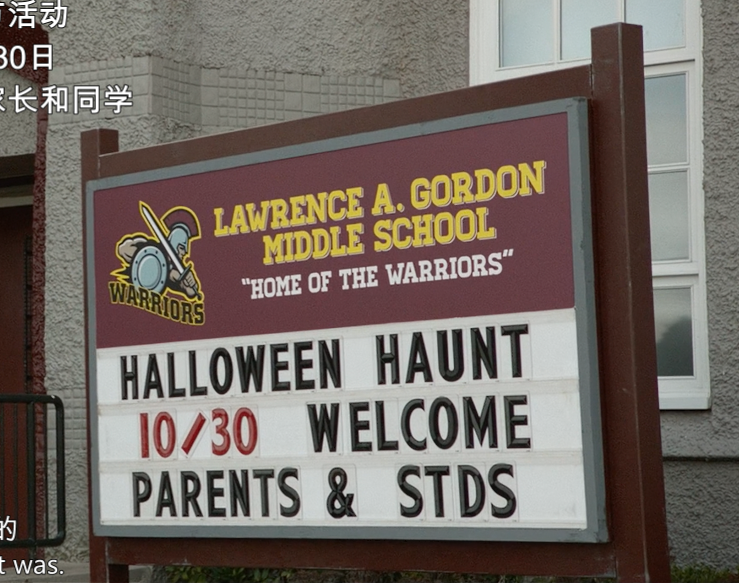 活动
30日
家长和同学
LAWRENCE A. GORDON
MIDDLE SCHOOL
"HOME OF THE WARRIORS"
WARRIORS
HALLOWEEN HAUNT
10/30 WELCOME
PARENTS & STDS
的
was.